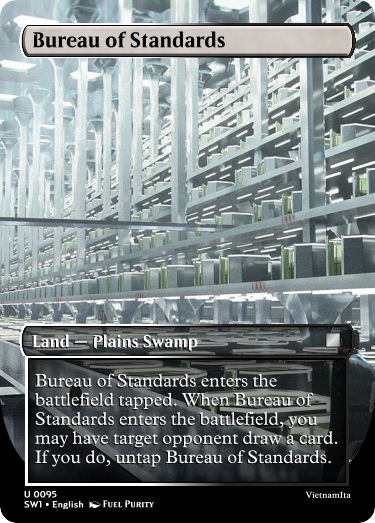 Bureau of Standards
Land — Plains Swamp
Bureau of Standards enters the
battlefield tapped. When Bureau of
Standards enters the battlefield, you
may have target opponent draw a card.
If you do, untap Bureau of Standards.
U 0095
VietnamIta
SW1 • English Fuel Purity